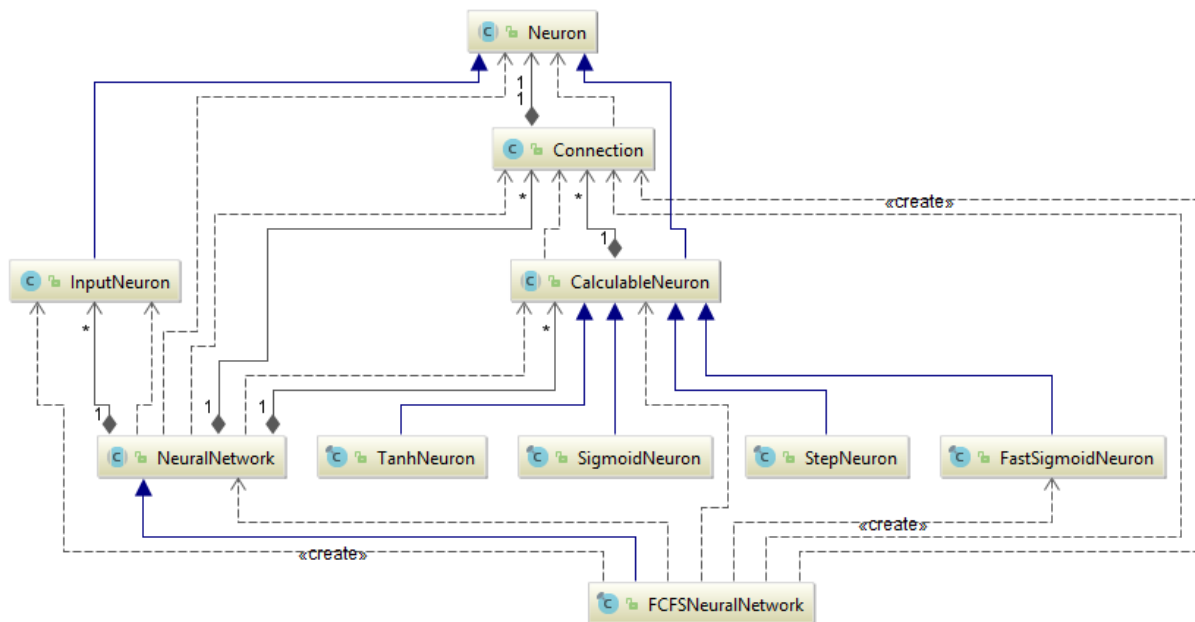 C Neuron
1
1
C Connection
* *
«create»
1
C InputNeuron
C CalculableNeuron
* *
1 1 1
C NeuralNetwork
C TanhNeuron
C SigmoidNeuron
C StepNeuron
C FastSigmoidNeuron
«create»
«create»
C FCFSNeuralNetwork